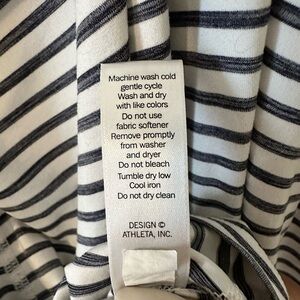 Machine wash cold
gentle cycle
Wash and dry
with like colors
Do not use
fabric softener
Remove promptly
from washer
and dryer
Do not bleach
Tumble dry low
Cool iron
Do not dry clean
DESIGN ©
ATHLETA, INC.